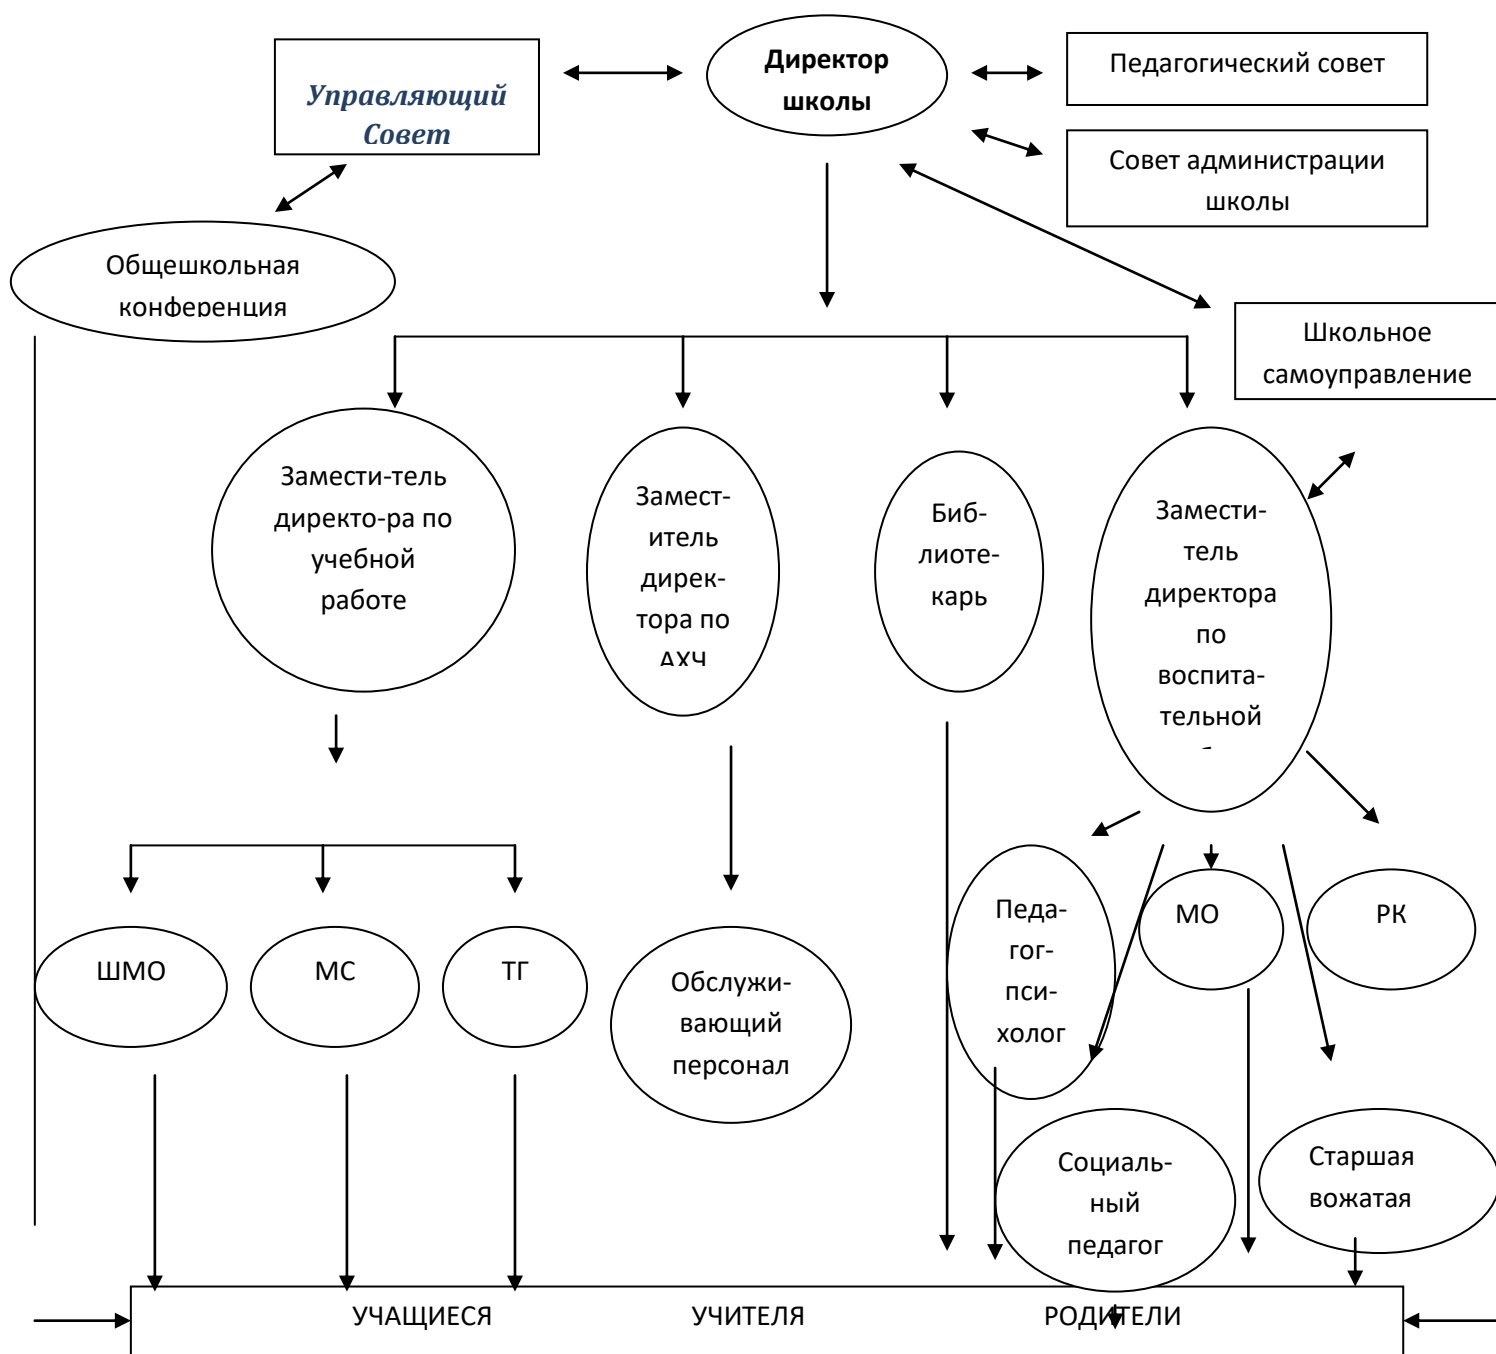 Директор
школы
Управляющий
Совет
Педагогический совет
Совет администрации
школы
Общешкольная
конференция
Школьное
самоуправление
Замести-тель
директо-ра по
учебной
работе
Замест-
итель
дирек-
тора по
АХЧ
Биб-
лиоте-
карь
Замести-
тель
директора
по
воспита-
тельной
ШМО
МС
ТГ
Обслужи-
вающий
персонал
Педа-
гог-
пси-
холог
МО
РК
Социаль-
ный
педагог
Старшая
вожатая
УЧАЩИЕСЯ УЧИТЕЛЯ РОДИТЕЛИ